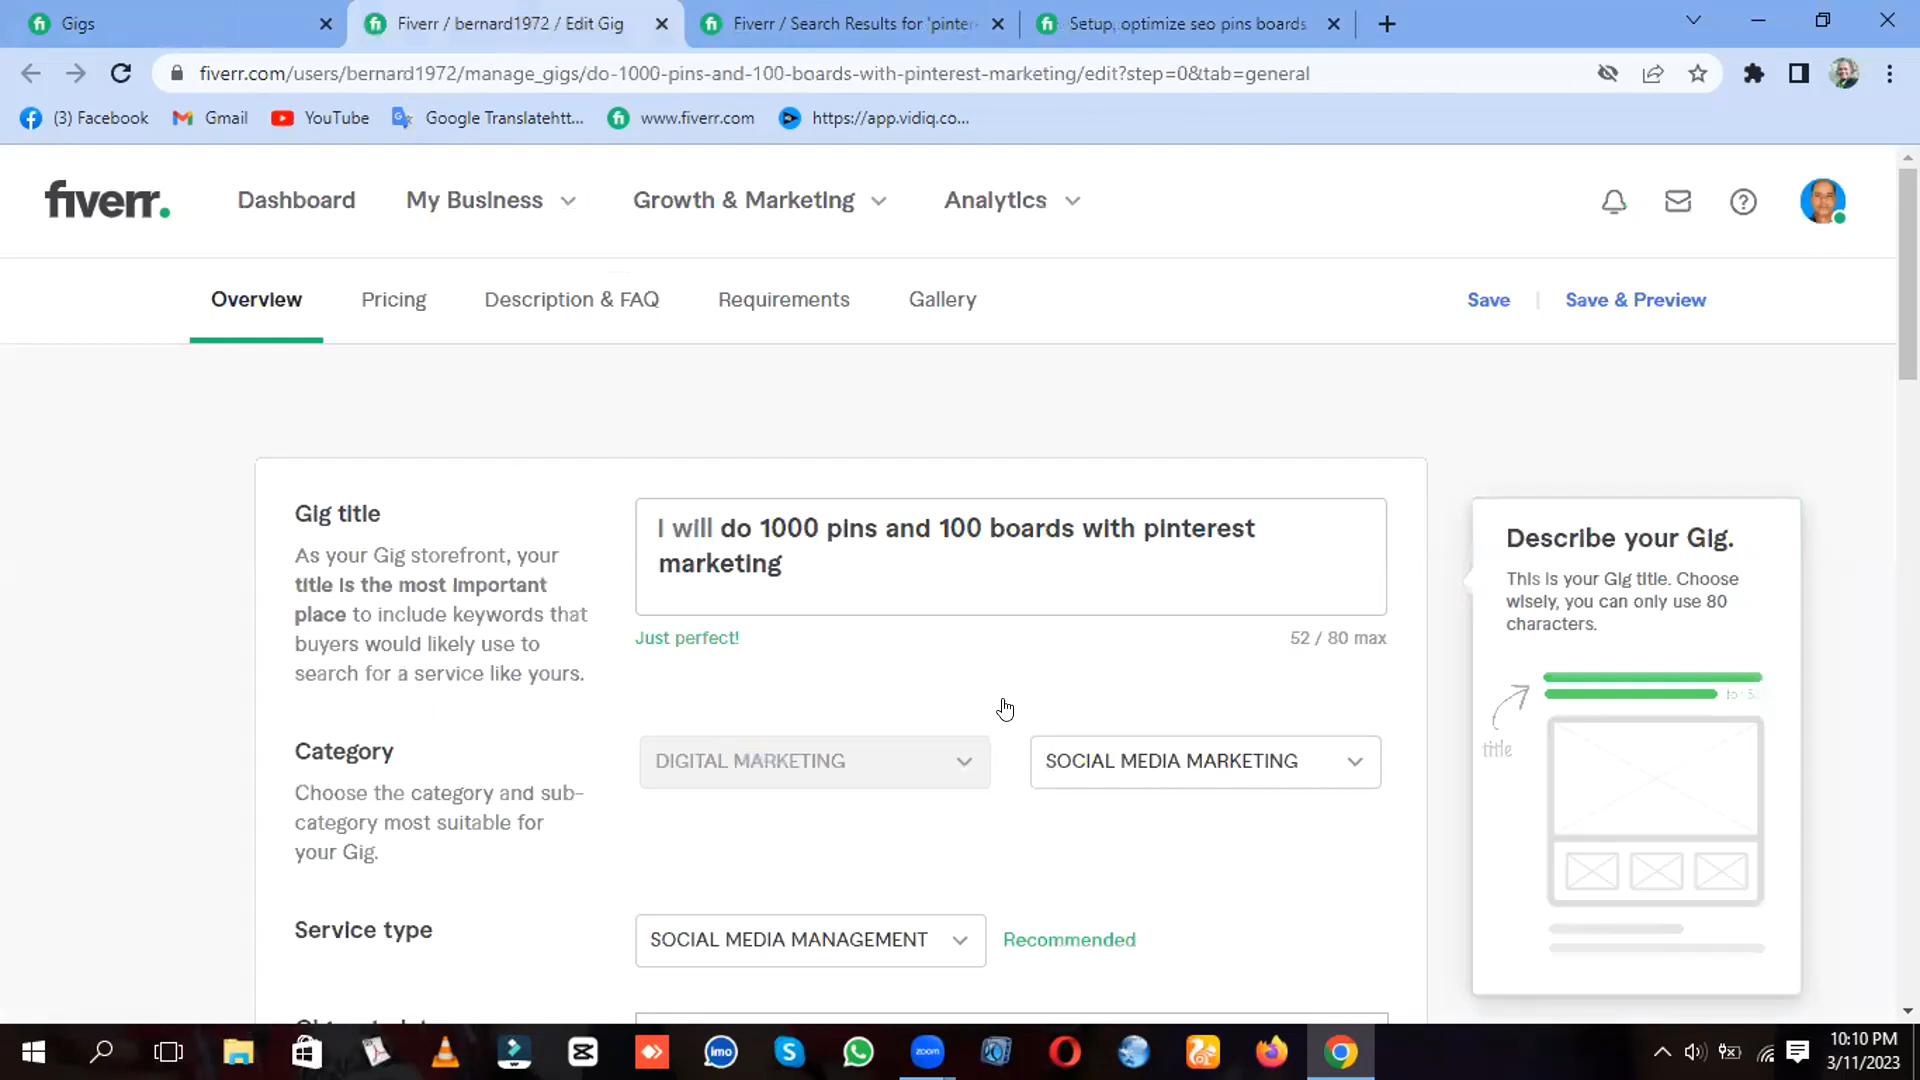 Gigs
Fiverr / bernard1972 / Edit Gig
Fiverr / Search Results for 'pinter
Setup, optimize seo pins boards
fiverr.com/users/bernard1972/manage_gigs/do-1000-pins-and-100-boards-with-pinterest-marketing/edit?step=0&tab=general
(3) Facebook
Gmail
YouTube
Google Translatehtt...
www.fiverr.com
https://app.vidiq.co...
fiverr.
Dashboard
My Business
Growth & Marketing
Analytics
Overview
Pricing
Description & FAQ
Requirements
Gallery
Save
Save & Preview
Gig title
As your Gig storefront, your
title is the most important
place to include keywords that
buyers would likely use to
search for a service like yours.
I will do 1000 pins and 100 boards with pinterest
marketing
Just perfect!
52 / 80 max
Category
Choose the category and sub-
category most suitable for
your Gig.
DIGITAL MARKETING
SOCIAL MEDIA MARKETING
Service type
SOCIAL MEDIA MANAGEMENT
Recommended
Describe your Gig.
This is your Gig title. Choose
wisely, you can only use 80
characters.
title
imo
zoom
10:10 PM
3/11/2023